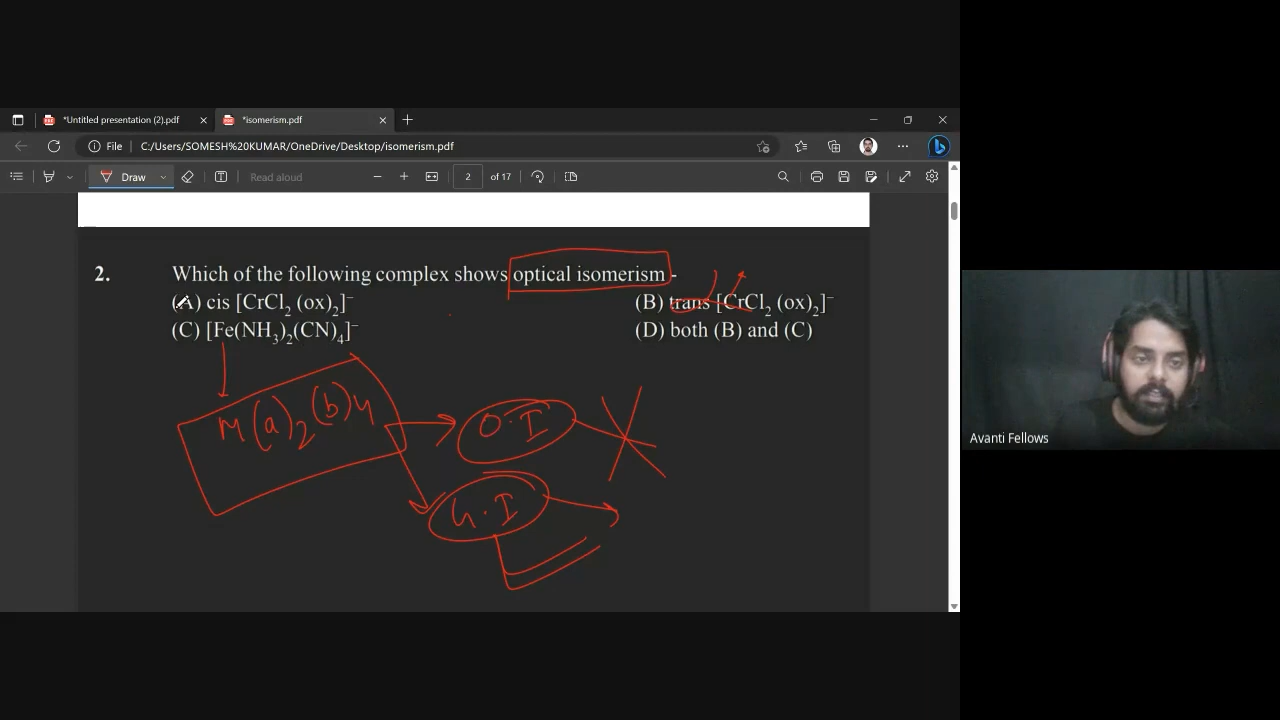 *Untitled presentation (2).pdf
*isomerism.pdf
File C:/Users/SOMESH%20KUMAR/OneDrive/Desktop/isomerism.pdf
Draw Read aloud 2 of 17
2. Which of the following complex shows optical isomerism -
(A) cis [CrCl₂ (ox)₂]⁻ (B) trans [CrCl₂ (ox)₂]⁻
(C) [Fe(NH₃)₂(CN)₄]⁻ (D) both (B) and (C)
M(a)₂(b)4
O.I
G.I
Avanti Fellows